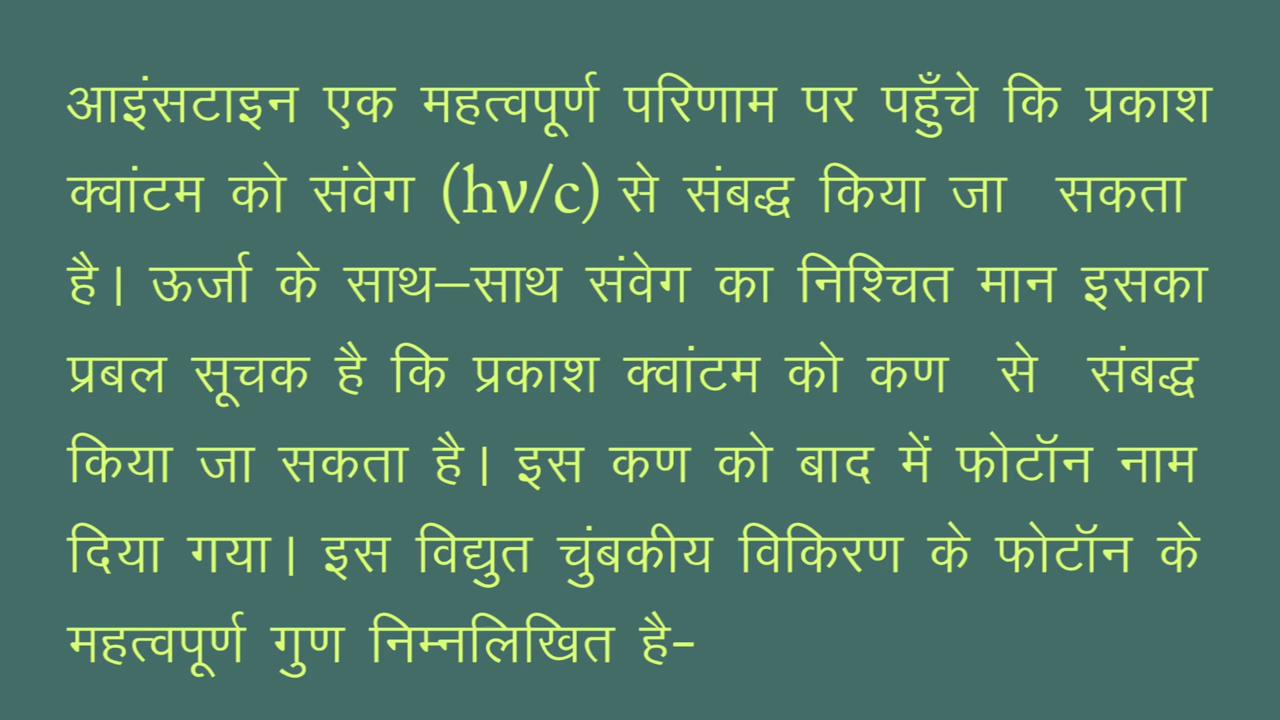 आइंसटाइन एक महत्वपूर्ण परिणाम पर पहुँचे कि प्रकाश
क्वांटम को संवेग (hν/c) से संबद्ध किया जा सकता
है। ऊर्जा के साथ–साथ संवेग का निश्चित मान इसका
प्रबल सूचक है कि प्रकाश क्वांटम को कण से संबद्ध
किया जा सकता है। इस कण को बाद में फोटॉन नाम
दिया गया। इस विद्युत चुंबकीय विकिरण के फोटॉन के
महत्वपूर्ण गुण निम्नलिखित है-